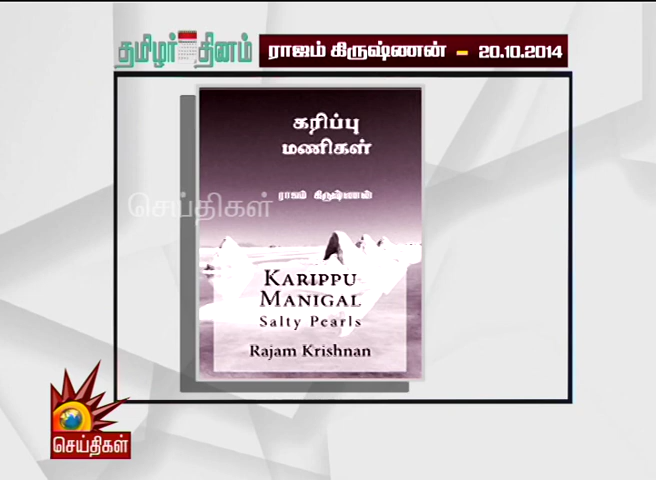 தமிழர் தினம்
ராஜம் கிருஷ்ணன் - 20.10.2014
கரிப்பு
மணிகள்
ராஜம் கிருஷ்ணன்
செய்திகள்
KARIPPU
MANIGAL
Salty Pearls
Rajam Krishnan
செய்திகள்